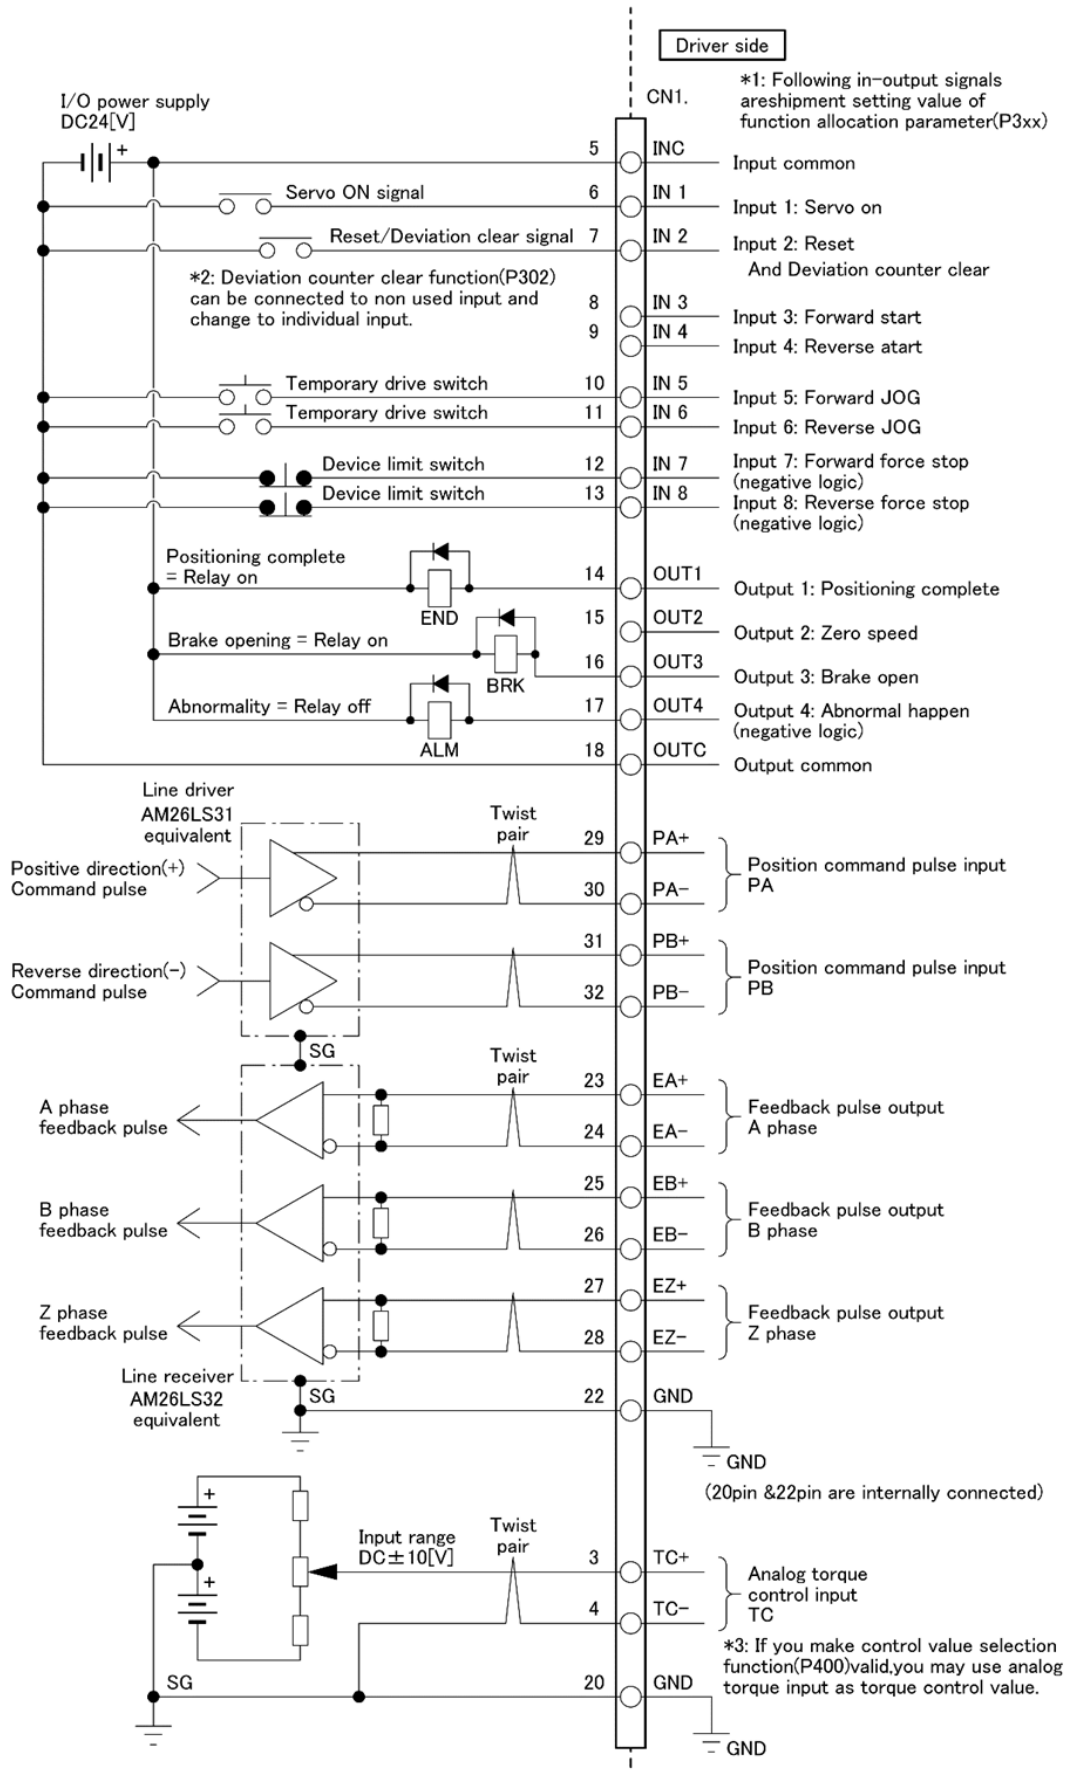 Driver side
*1: Following in-output signals
areshipment setting value of
function allocation parameter(P3xx)
CN1.
I/O power supply
DC24[V]
+
5 INC Input common
Servo ON signal 6 IN 1 Input 1: Servo on
Reset/Deviation clear signal 7 IN 2 Input 2: Reset
And Deviation counter clear
*2: Deviation counter clear function(P302)
can be connected to non used input and
change to individual input.
8 IN 3 Input 3: Forward start
9 IN 4 Input 4: Reverse atart
Temporary drive switch 10 IN 5 Input 5: Forward JOG
Temporary drive switch 11 IN 6 Input 6: Reverse JOG
Device limit switch 12 IN 7 Input 7: Forward force stop
(negative logic)
Device limit switch 13 IN 8 Input 8: Reverse force stop
(negative logic)
Positioning complete
= Relay on
END
14 OUT1 Output 1: Positioning complete
15 OUT2 Output 2: Zero speed
Brake opening = Relay on
BRK
16 OUT3 Output 3: Brake open
Abnormality = Relay off
ALM
17 OUT4 Output 4: Abnormal happen
(negative logic)
18 OUTC Output common
Line driver
AM26LS31
equivalent
Twist
pair
Positive direction(+)
Command pulse
29 PA+
30 PA-
Position command pulse input
PA
Reverse direction(-)
Command pulse
31 PB+
32 PB-
Position command pulse input
PB
SG
Twist
pair
A phase
feedback pulse
23 EA+
24 EA-
Feedback pulse output
A phase
B phase
feedback pulse
25 EB+
26 EB-
Feedback pulse output
B phase
Z phase
feedback pulse
27 EZ+
28 EZ-
Feedback pulse output
Z phase
Line receiver
AM26LS32
equivalent
SG
22 GND
GND
(20pin &22pin are internally connected)
+
+
Input range
DC±10[V]
Twist
pair
3 TC+
4 TC-
Analog torque
control input
TC
*3: If you make control value selection
function(P400)valid,you may use analog
torque input as torque control value.
SG
20 GND
GND